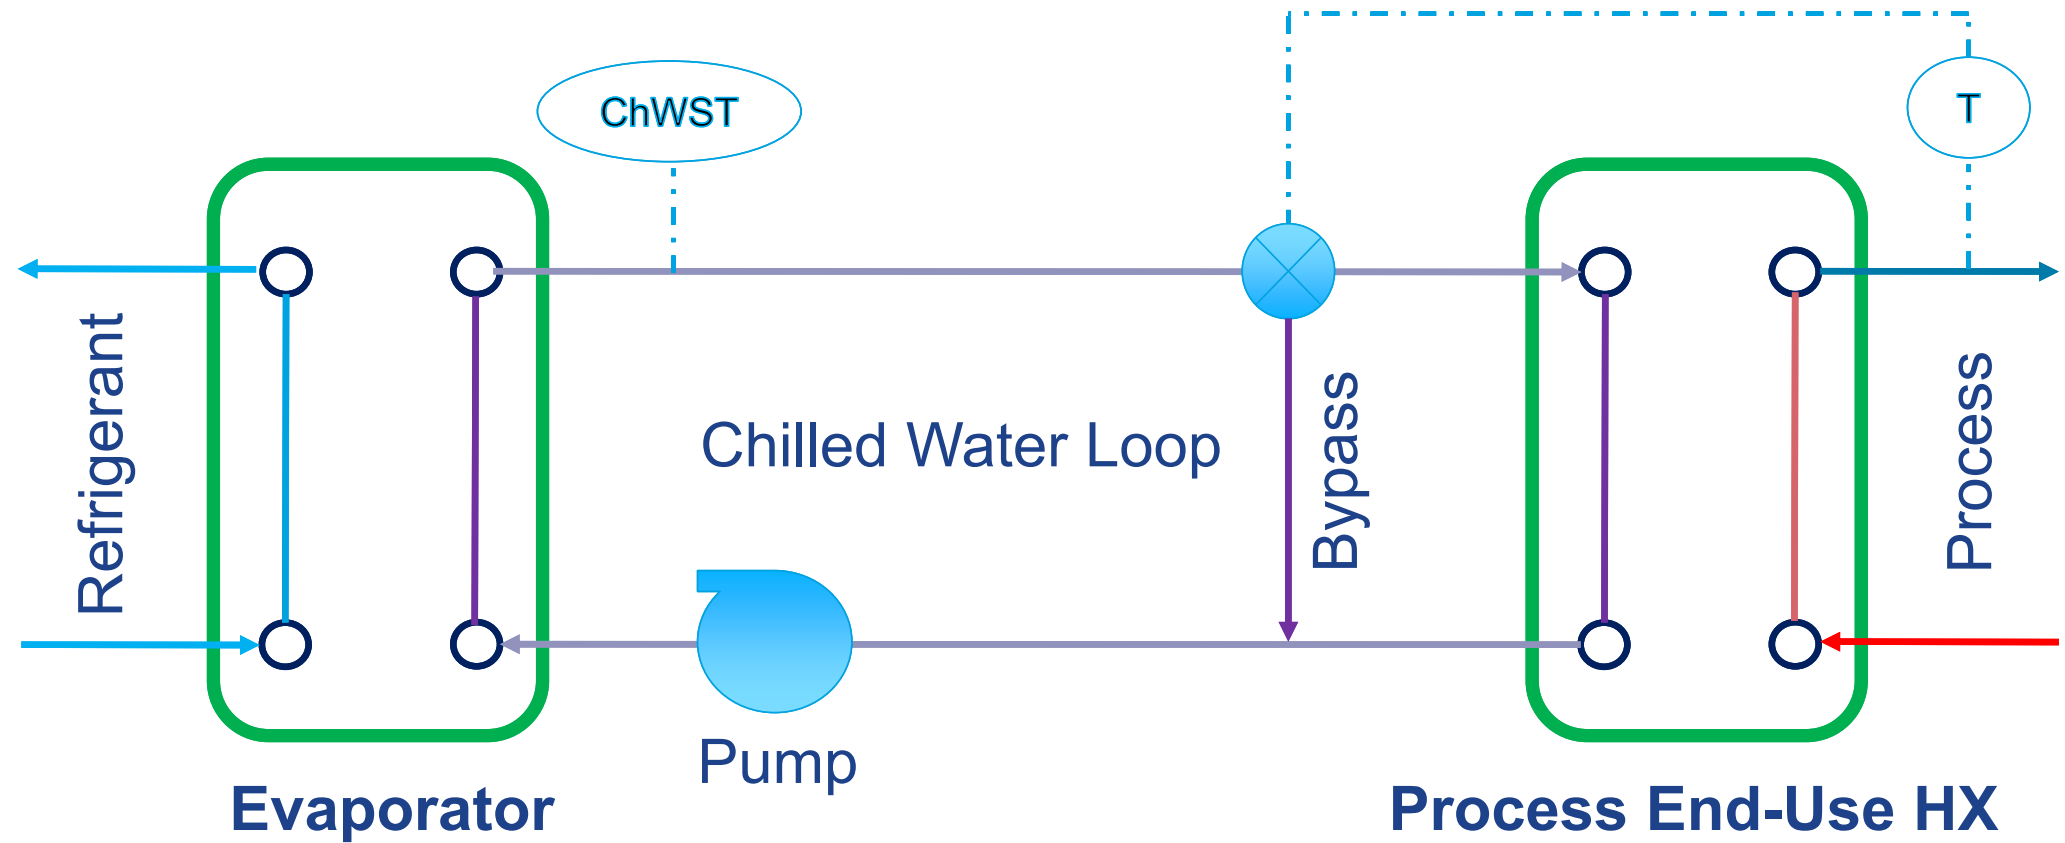 ChWST
T
Refrigerant
Chilled Water Loop
Bypass
Process
Pump
Evaporator
Process End-Use HX